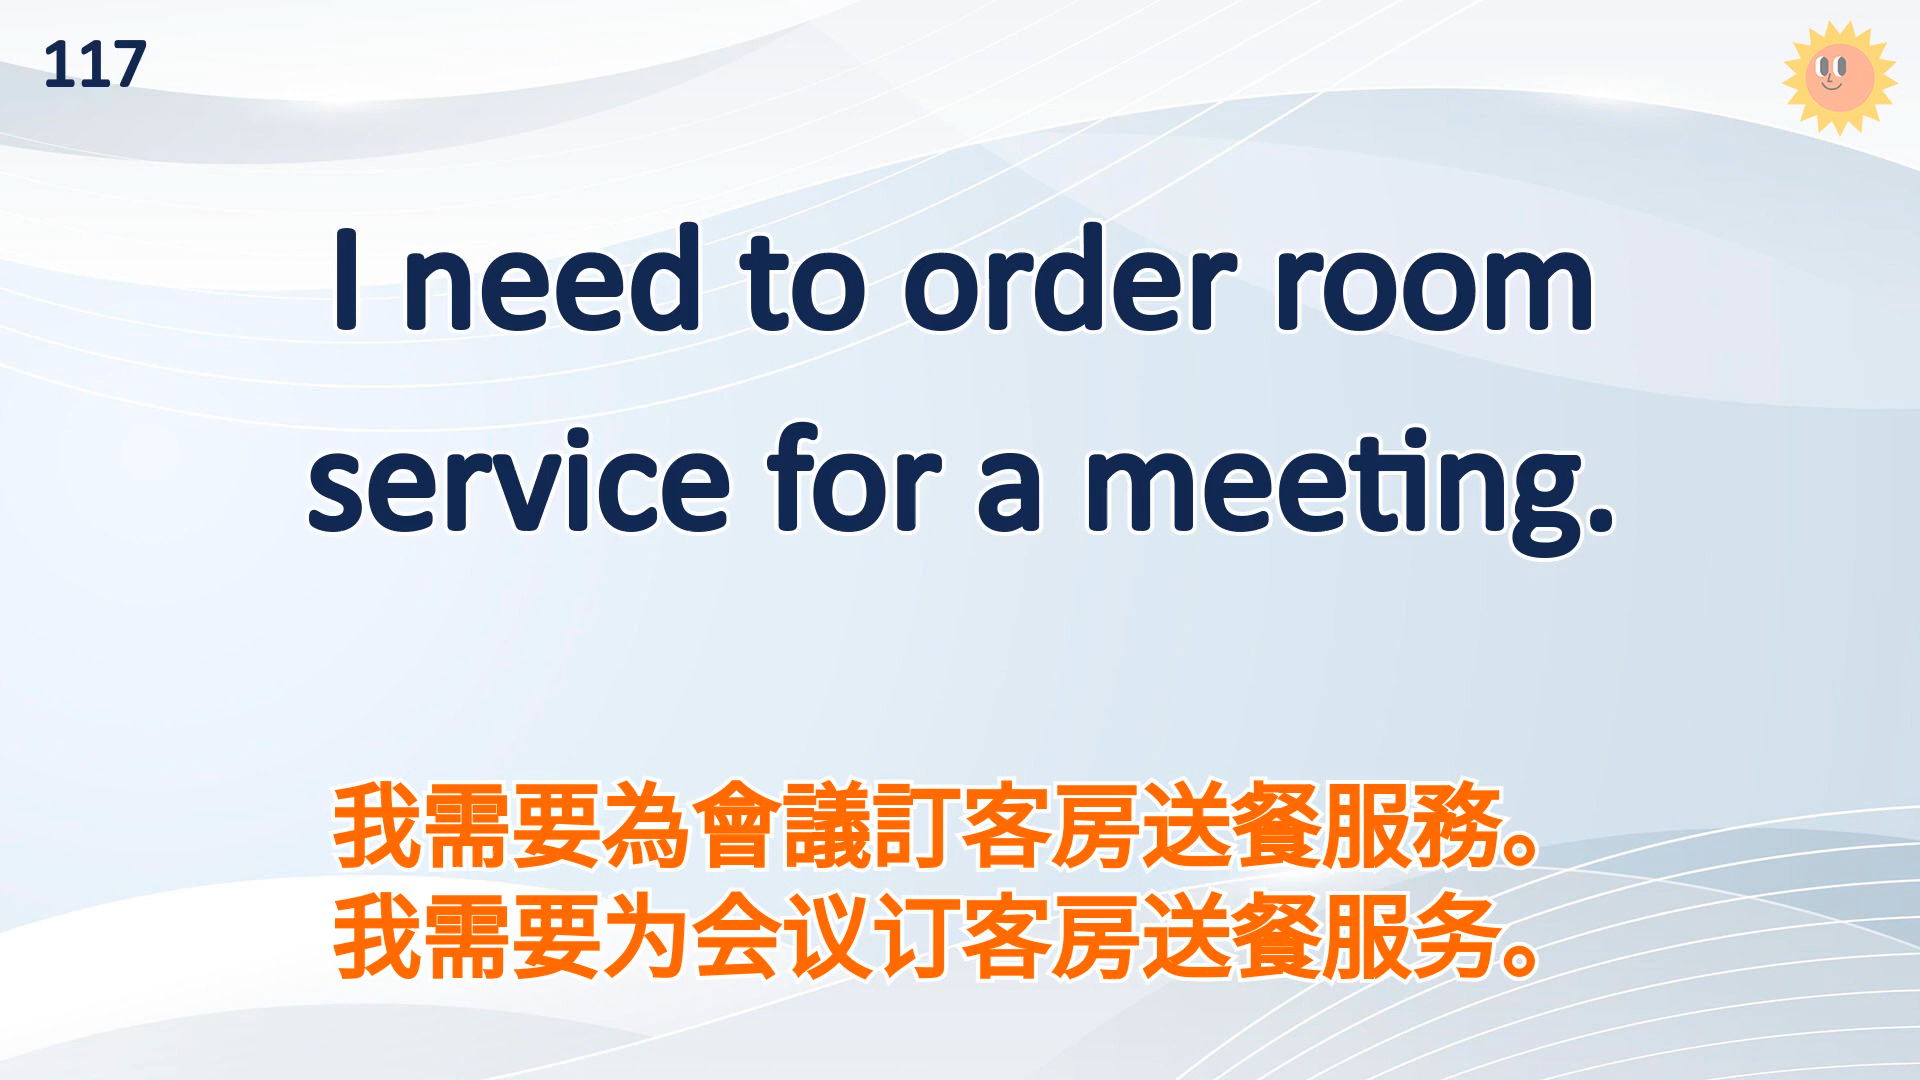 117
I need to order room
service for a meeting.
我需要為會議訂客房送餐服務。
我需要为会议订客房送餐服务。